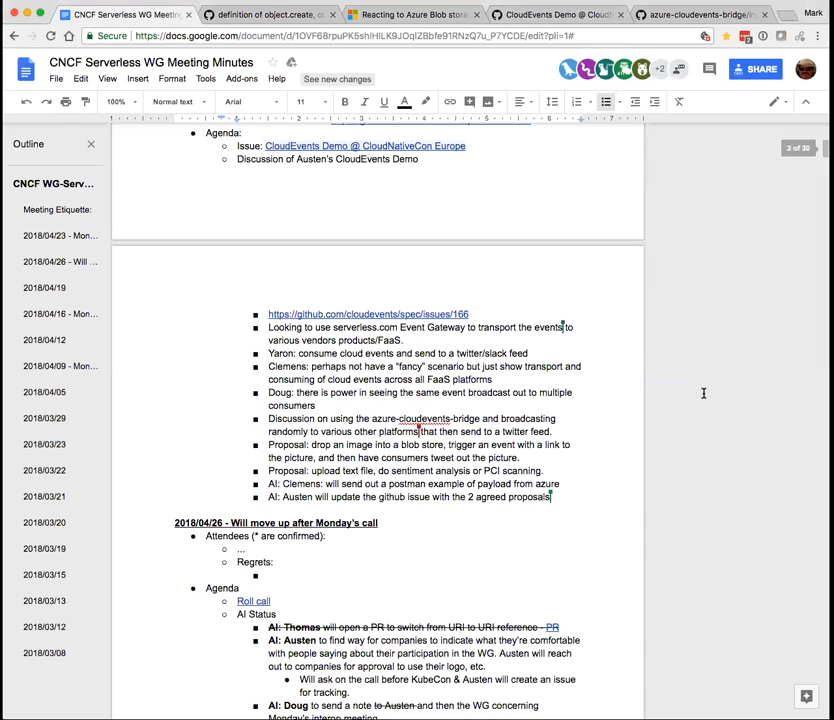 CNCF Serverless WG Meeting Min
definition of object.create, ob
Reacting to Azure Blob stora
CloudEvents Demo @ CloudN
azure-cloudevents-bridge/in
Mark
Secure
https://docs.google.com/document/d/1OVF68rpuPK5shIHILK9JOqlZBbfe91RNzQ7u_P7YCDE/edit?pli=1#
CNCF Serverless WG Meeting Minutes
File Edit View Insert Format Tools Add-ons Help See new changes
+2
SHARE
100% Normal text Arial 11 B I U A
1 1 2 3 4 5 6 7
Outline
CNCF WG-Serv...
Meeting Etiquette:
2018/04/23 - Mon...
2018/04/26 - Will ...
2018/04/19
2018/04/16 - Mon...
2018/04/12
2018/04/09 - Mon...
2018/04/05
2018/03/29
2018/03/23
2018/03/22
2018/03/21
2018/03/20
2018/03/19
2018/03/15
2018/03/13
2018/03/12
2018/03/08
2 of 30
Agenda:
Issue: CloudEvents Demo @ CloudNativeCon Europe
Discussion of Austen's CloudEvents Demo
https://github.com/cloudevents/spec/issues/166
Looking to use serverless.com Event Gateway to transport the events to
various vendors products/FaaS.
Yaron: consume cloud events and send to a twitter/slack feed
Clemens: perhaps not have a "fancy" scenario but just show transport and
consuming of cloud events across all FaaS platforms
Doug: there is power in seeing the same event broadcast out to multiple
consumers
Discussion on using the azure-cloudevents-bridge and broadcasting
randomly to various other platforms that then send to a twitter feed.
Proposal: drop an image into a blob store, trigger an event with a link to
the picture, and then have consumers tweet out the picture.
Proposal: upload text file, do sentiment analysis or PCI scanning.
AI: Clemens: will send out a postman example of payload from azure
AI: Austen will update the github issue with the 2 agreed proposals
2018/04/26 - Will move up after Monday's call
Attendees (* are confirmed):
...
Regrets:
Agenda
Roll call
AI Status
AI: Thomas will open a PR to switch from URI to URI reference - PR
AI: Austen to find way for companies to indicate what they're comfortable
with people saying about their participation in the WG. Austen will reach
out to companies for approval to use their logo, etc.
Will ask on the call before KubeCon & Austen will create an issue
for tracking.
AI: Doug to send a note to Austen and then the WG concerning
Monday's interop meeting